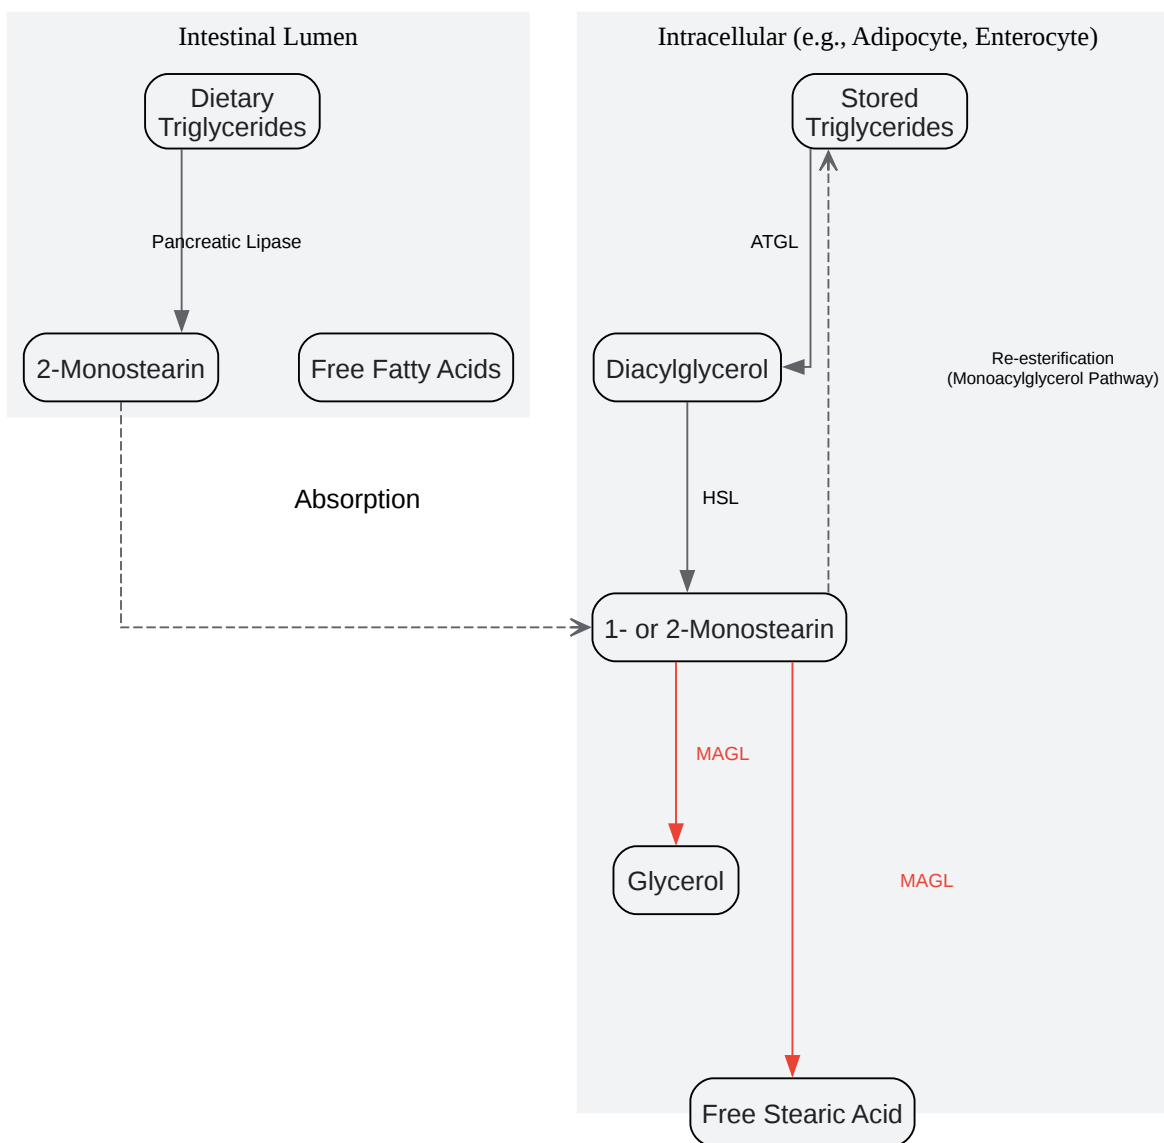 Intestinal Lumen
Dietary
Triglycerides
Pancreatic Lipase
2-Monostearin
Free Fatty Acids
Absorption
Intracellular (e.g., Adipocyte, Enterocyte)
Stored
Triglycerides
ATGL
Diacylglycerol
Re-esterification
(Monoacylglycerol Pathway)
HSL
1- or 2-Monostearin
MAGL
Glycerol
MAGL
Free Stearic Acid